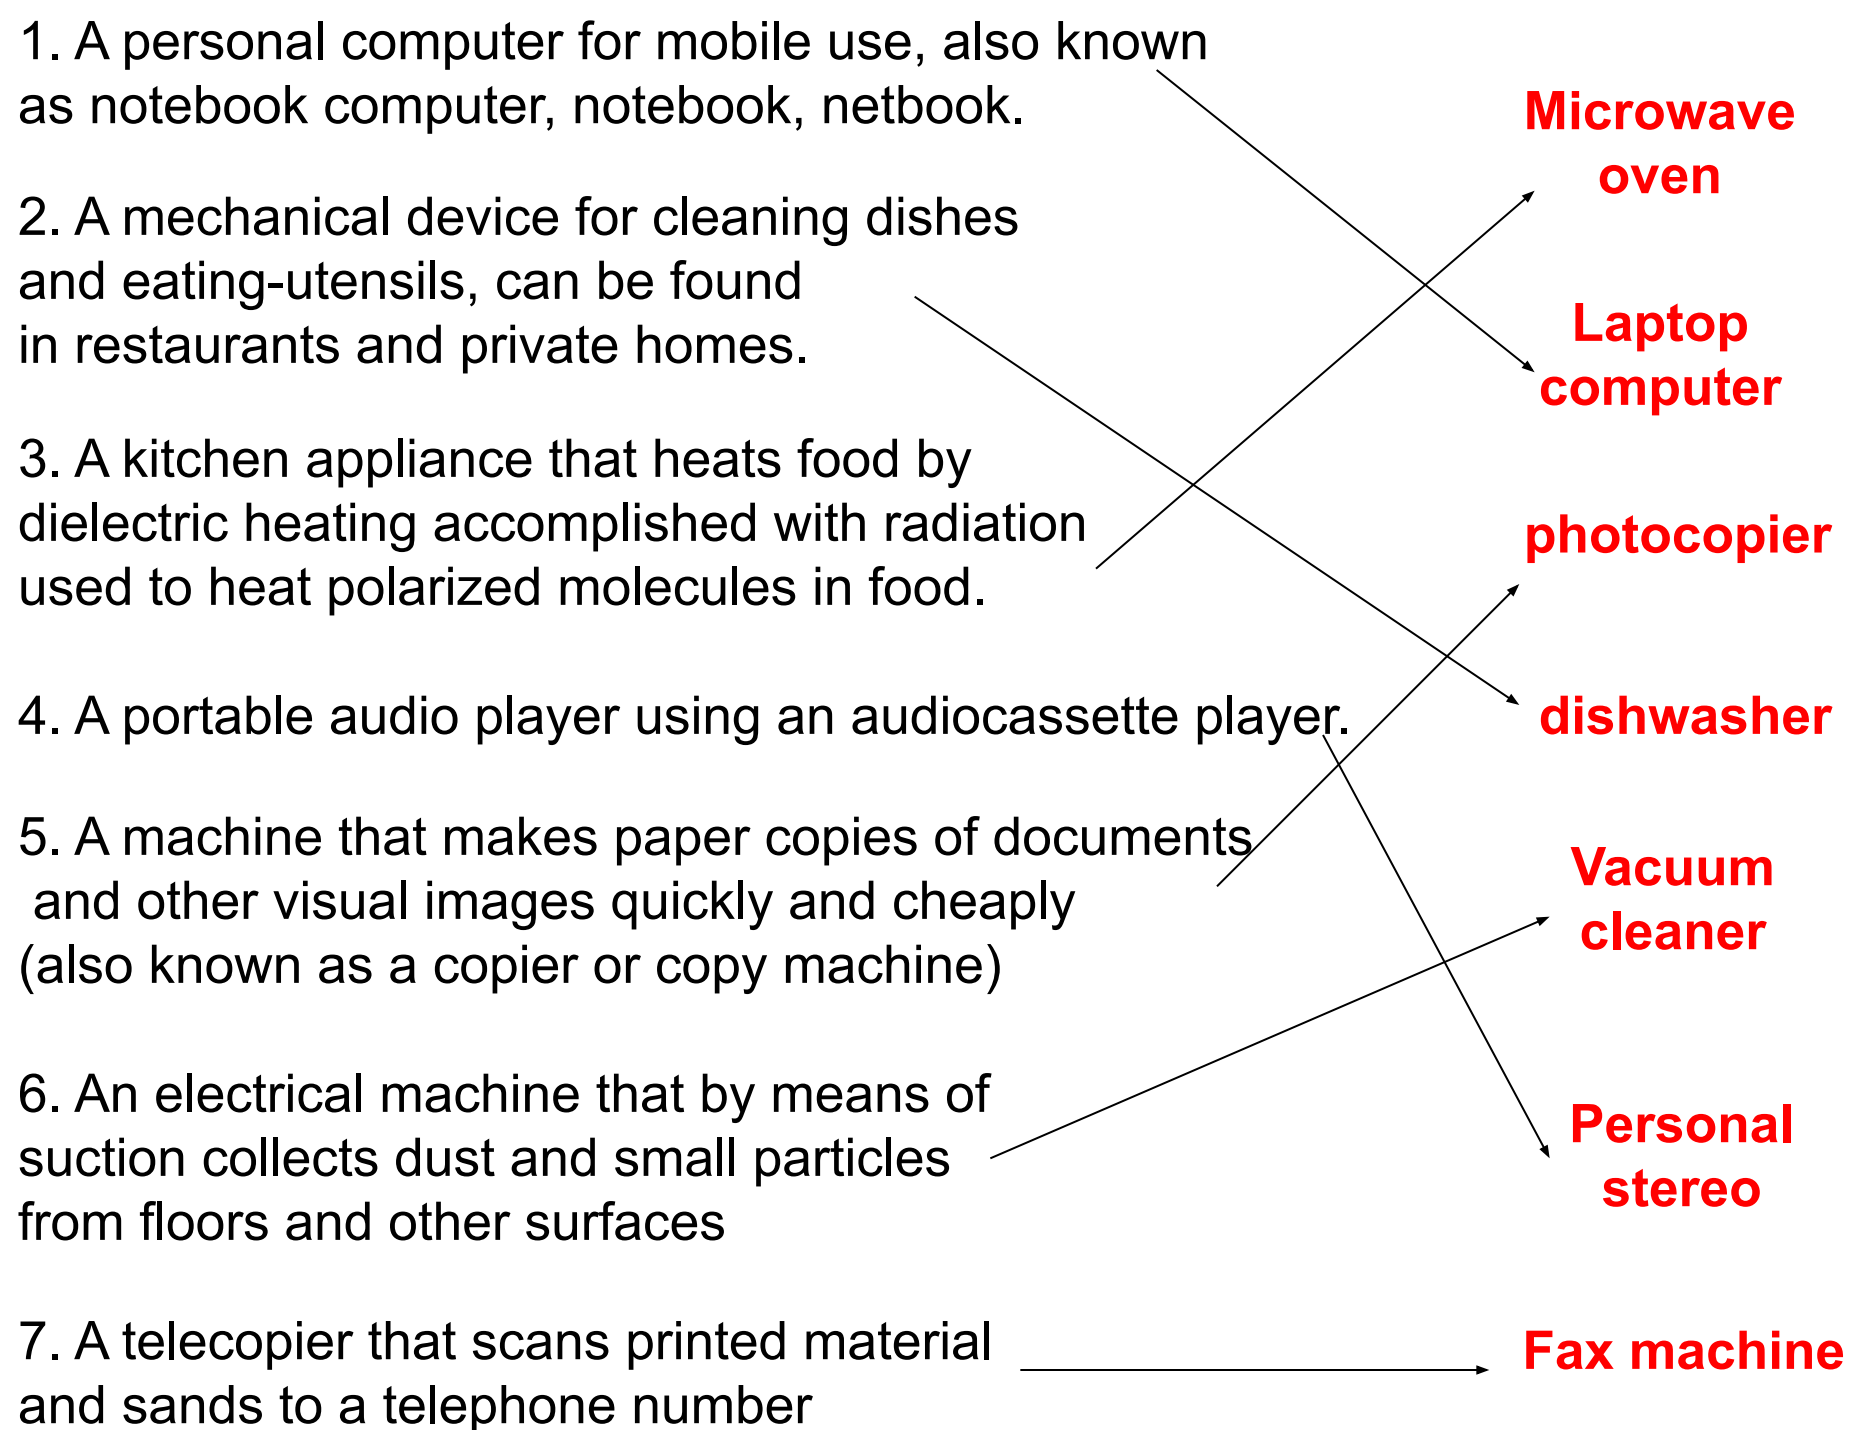 1. A personal computer for mobile use, also known
as notebook computer, notebook, netbook.
2. A mechanical device for cleaning dishes
and eating-utensils, can be found
in restaurants and private homes.
3. A kitchen appliance that heats food by
dielectric heating accomplished with radiation
used to heat polarized molecules in food.
4. A portable audio player using an audiocassette player.
5. A machine that makes paper copies of documents
and other visual images quickly and cheaply
(also known as a copier or copy machine)
6. An electrical machine that by means of
suction collects dust and small particles
from floors and other surfaces
7. A telecopier that scans printed material
and sands to a telephone number
Microwave
oven
Laptop
computer
photocopier
dishwasher
Vacuum
cleaner
Personal
stereo
Fax machine